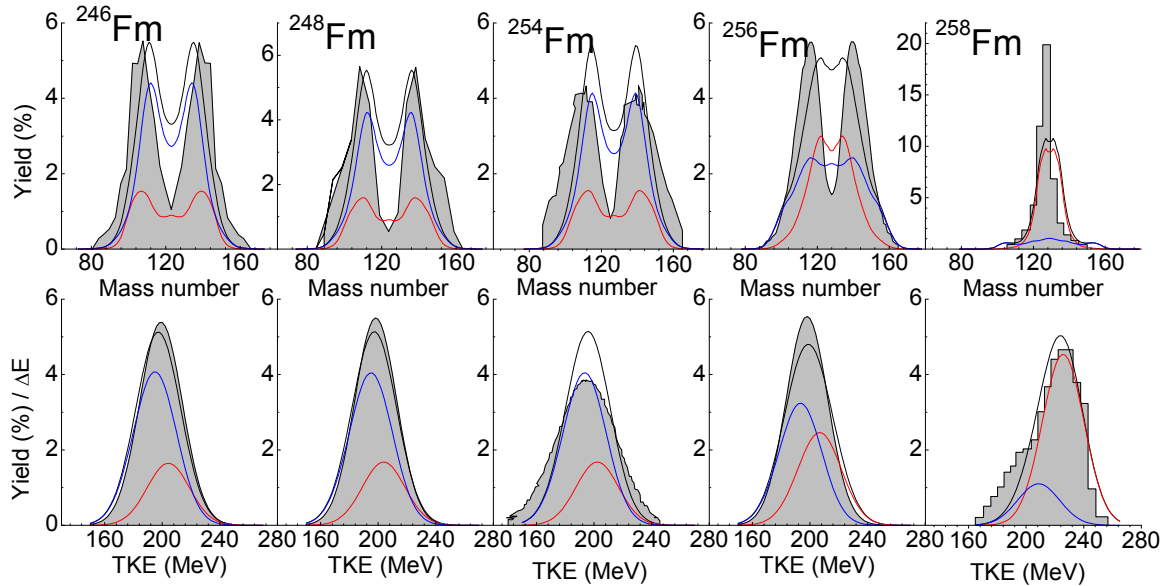 ²⁴⁶Fm ²⁴⁸Fm ²⁵⁴Fm ²⁵⁶Fm ²⁵⁸Fm
6 6 6 6 20
4 4 4 4 15
2 2 2 2 10
0 5
Yield (%)
80 120 160 80 120 160 80 120 160 80 120 160 80 120 160
Mass number Mass number Mass number Mass number Mass number
6 6 6 6 6
4 4 4 4 4
2 2 2 2 2
0 0 0 0 0
Yield (%) / ΔE
160 200 240 280 160 200 240 280 160 200 240 280 160 200 240 280 160 200 240 280
TKE (MeV) TKE (MeV) TKE (MeV) TKE (MeV) TKE (MeV)